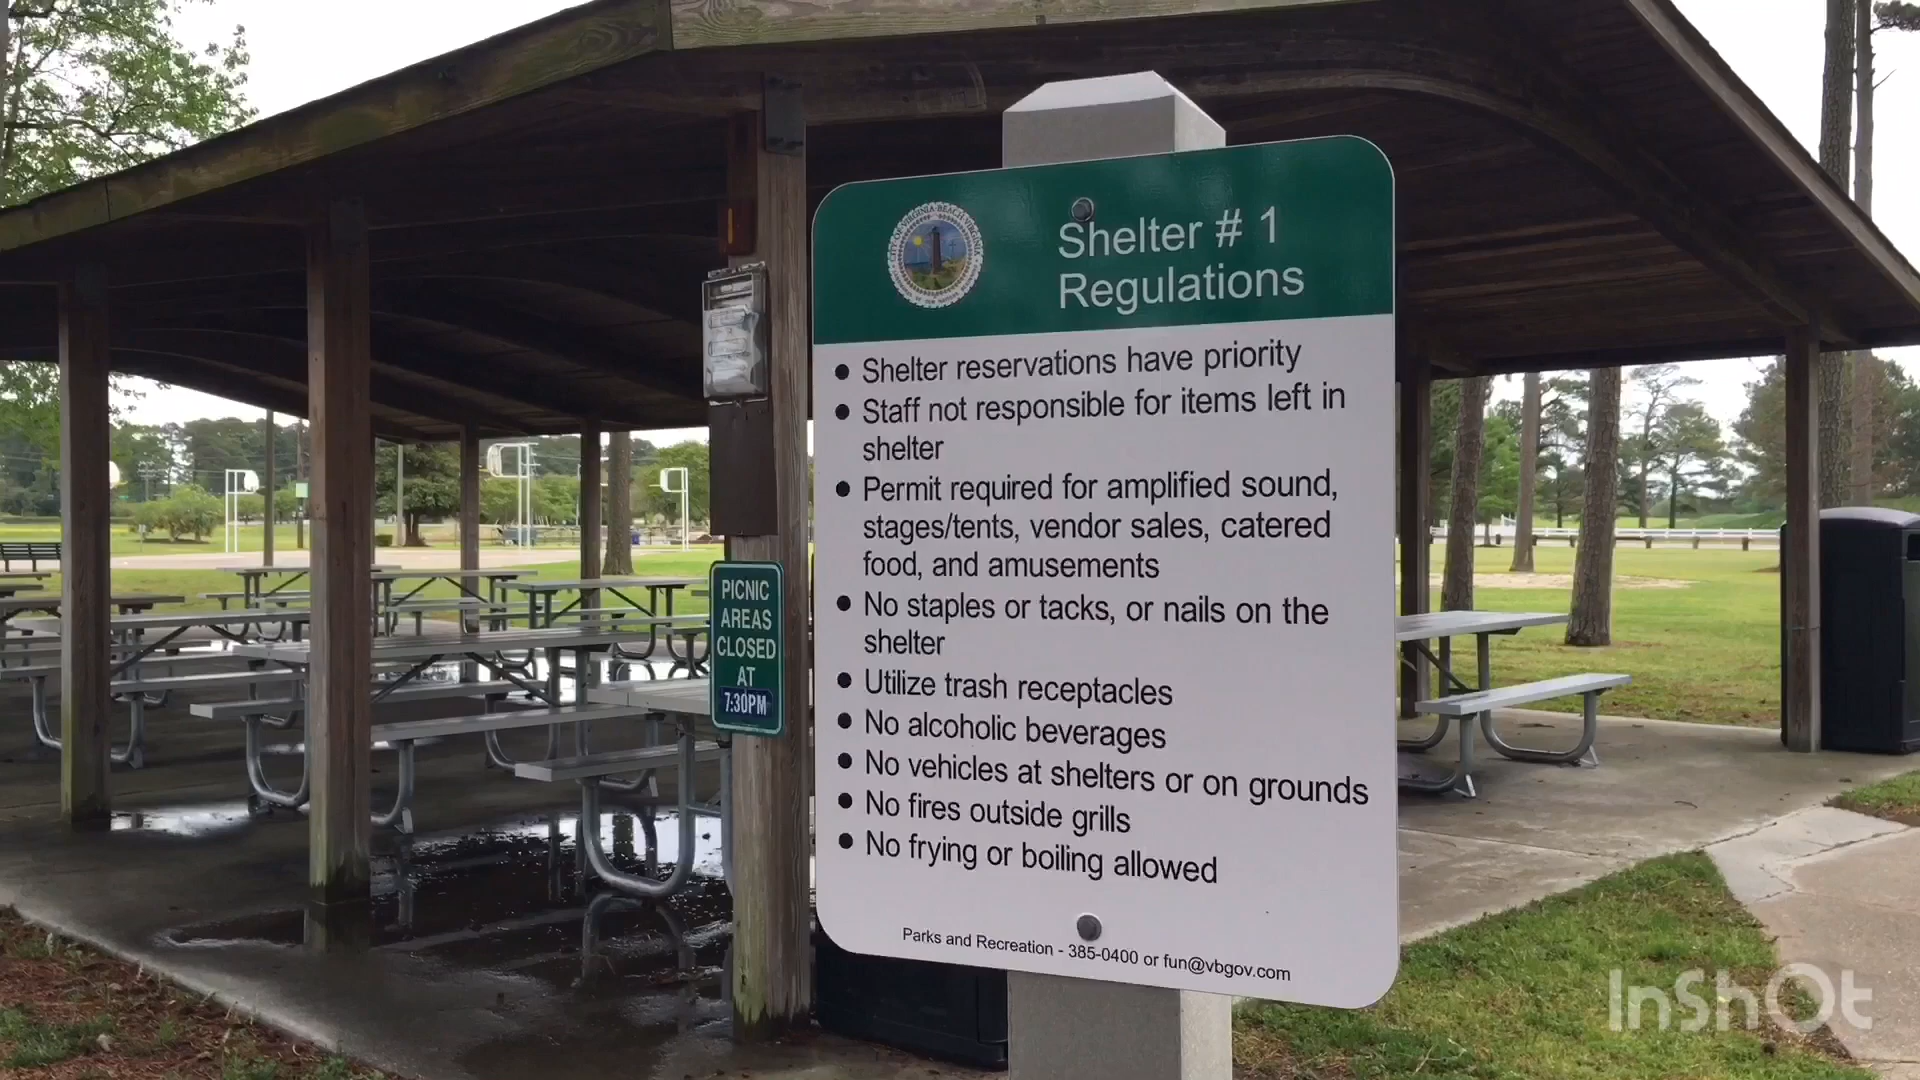 Shelter # 1
Regulations
• Shelter reservations have priority
• Staff not responsible for items left in
shelter
• Permit required for amplified sound,
stages/tents, vendor sales, catered
food, and amusements
• No staples or tacks, or nails on the
shelter
• Utilize trash receptacles
• No alcoholic beverages
• No vehicles at shelters or on grounds
• No fires outside grills
• No frying or boiling allowed
Parks and Recreation - 385-0400 or fun@vbgov.com
PICNIC
AREAS
CLOSED
AT
7:30PM
InShOt